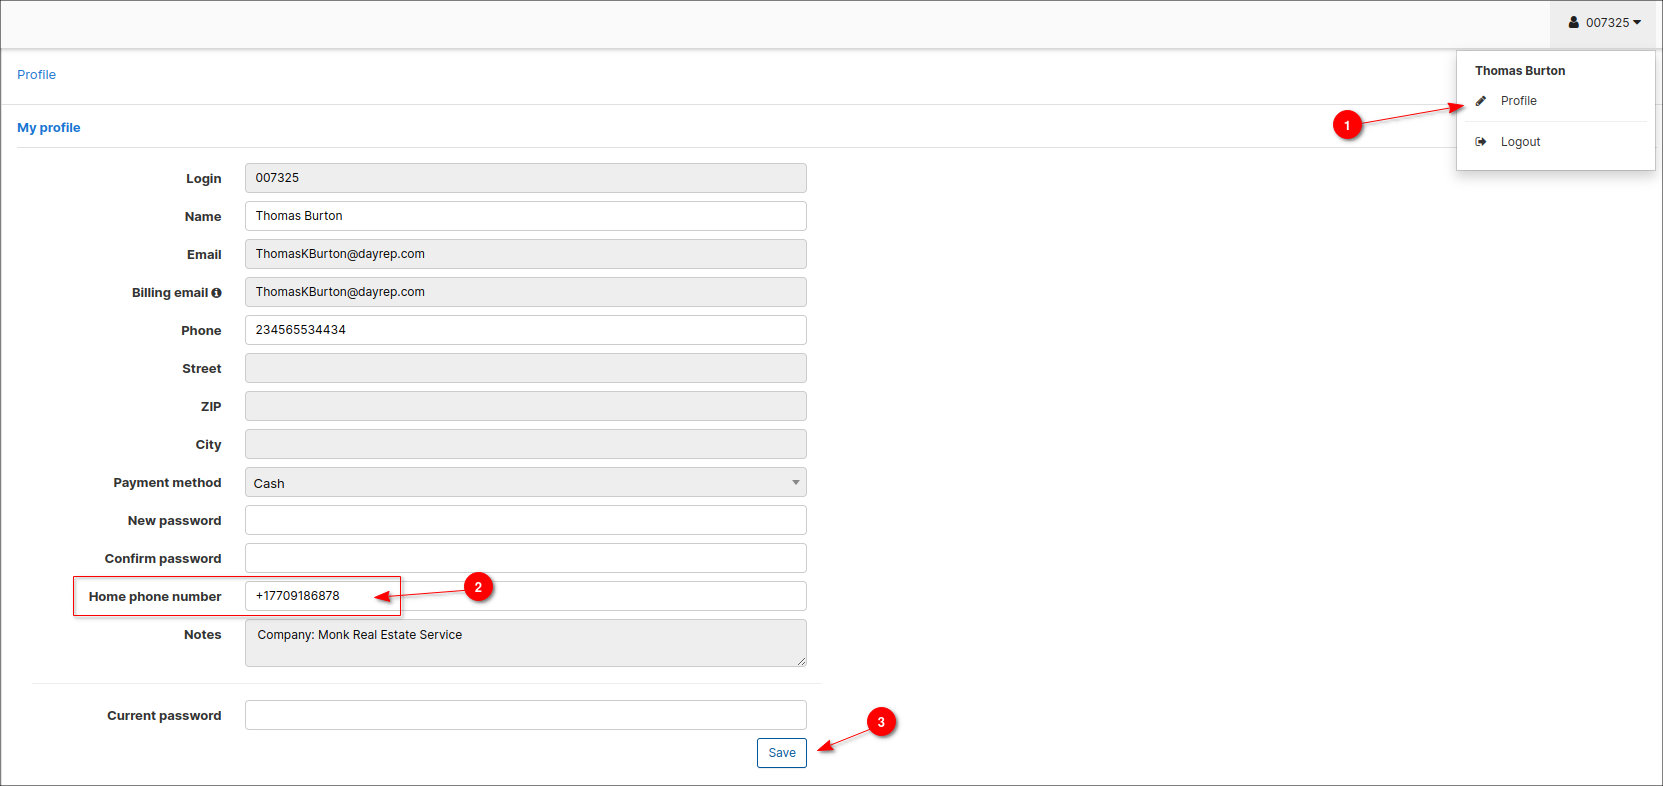 007325
Profile
Thomas Burton
Profile
Logout
1
My profile
Login 007325
Name Thomas Burton
Email ThomasKBurton@dayrep.com
Billing email ThomasKBurton@dayrep.com
Phone 234565534434
Street
ZIP
City
Payment method Cash
New password
Confirm password
Home phone number +17709186878
2
Notes Company: Monk Real Estate Service
Current password
3
Save